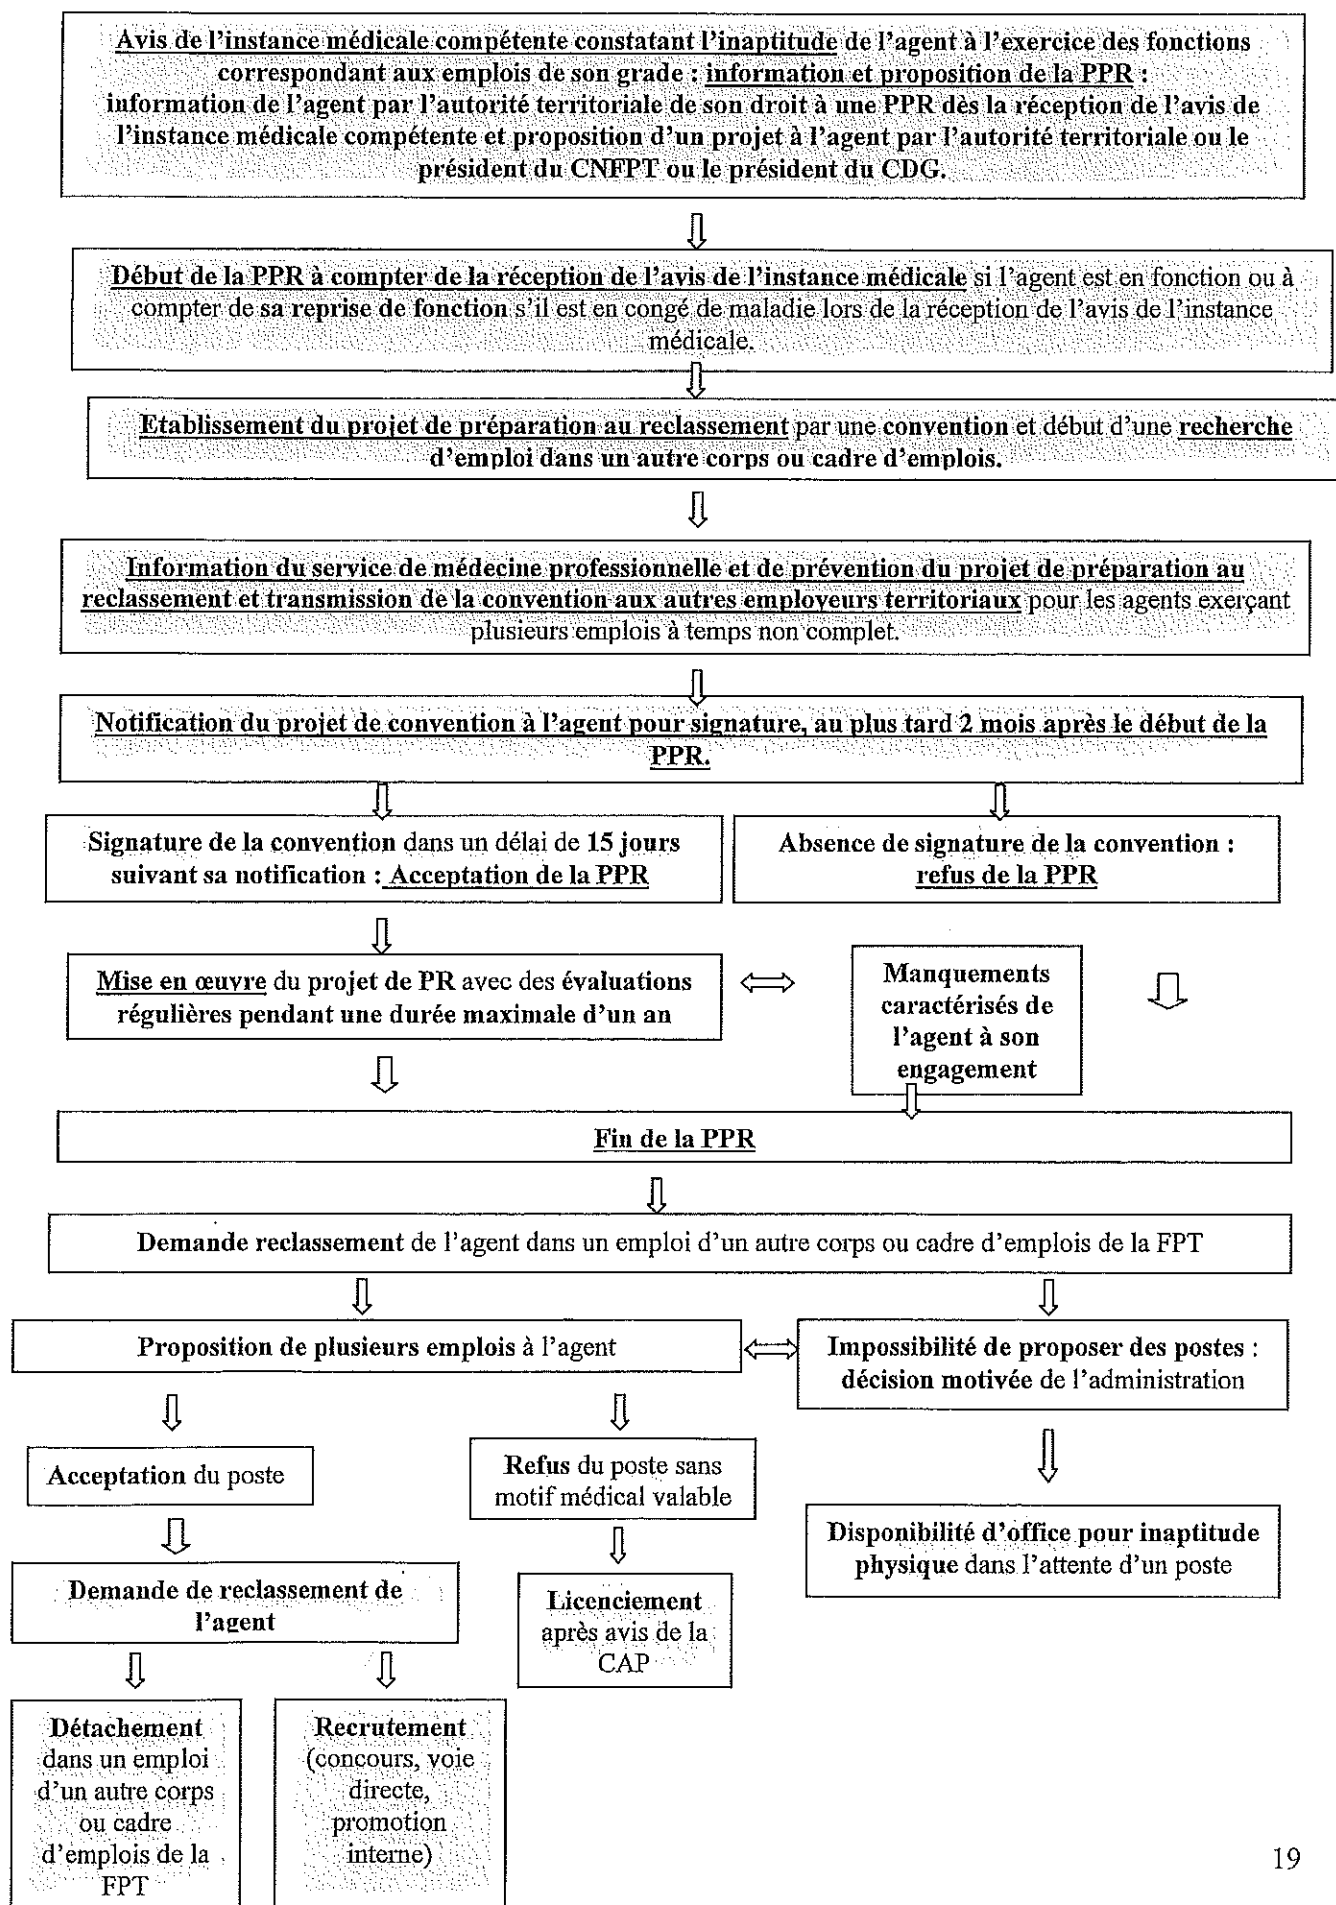 Avis de l'instance médicale compétente constatant l'inaptitude de l'agent à l'exercice des fonctions
correspondant aux emplois de son grade : information et proposition de la PPR :
information de l'agent par l'autorité territoriale de son droit à une PPR dès la réception de l'avis de
l'instance médicale compétente et proposition d'un projet à l'agent par l'autorité territoriale ou le
président du CNFPT ou le président du CDG.
Début de la PPR à compter de la réception de l'avis de l'instance médicale si l'agent est en fonction ou à
compter de sa reprise de fonction s'il est en congé de maladie lors de la réception de l'avis de l'instance
médicale.
Etablissement du projet de préparation au reclassement par une convention et début d'une recherche
d'emploi dans un autre corps ou cadre d'emplois.
Information du service de médecine professionnelle et de prévention du projet de préparation au
reclassement et transmission de la convention aux autres employeurs territoriaux pour les agents exerçant
plusieurs emplois à temps non complet.
Notification du projet de convention à l'agent pour signature, au plus tard 2 mois après le début de la
PPR.
Signature de la convention dans un délai de 15 jours
suivant sa notification : Acceptation de la PPR
Absence de signature de la convention :
refus de la PPR
Mise en œuvre du projet de PR avec des évaluations
régulières pendant une durée maximale d'un an
Manquements
caractérisés de
l'agent à son
engagement
Fin de la PPR
Demande reclassement de l'agent dans un emploi d'un autre corps ou cadre d'emplois de la FPT
Proposition de plusieurs emplois à l'agent
Impossibilité de proposer des postes :
décision motivée de l'administration
Acceptation du poste
Refus du poste sans
motif médical valable
Disponibilité d'office pour inaptitude
physique dans l'attente d'un poste
Demande de reclassement de
l'agent
Licenciement
après avis de la
CAP
Détachement
dans un emploi
d'un autre corps
ou cadre
d'emplois de la
FPT
Recrutement
(concours, voie
directe,
promotion
interne)
19